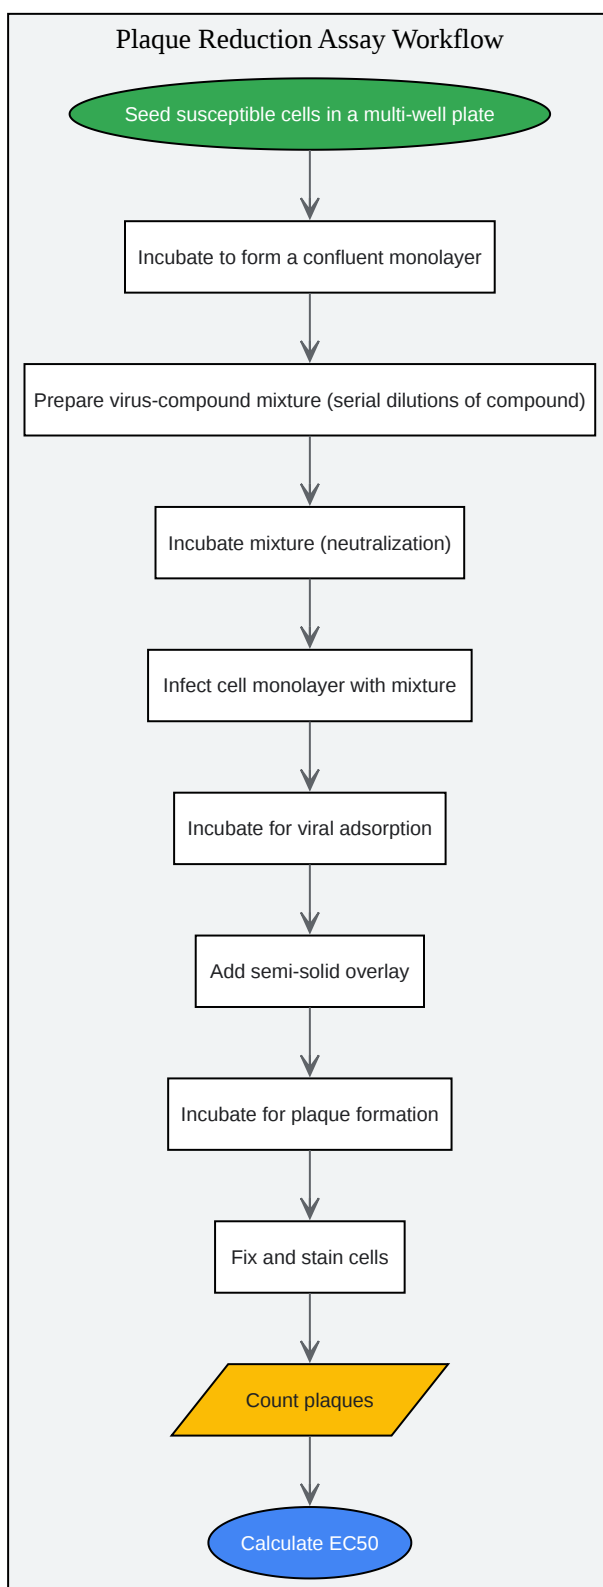 Plaque Reduction Assay Workflow
Seed susceptible cells in a multi-well plate
Incubate to form a confluent monolayer
Prepare virus-compound mixture (serial dilutions of compound)
Incubate mixture (neutralization)
Infect cell monolayer with mixture
Incubate for viral adsorption
Add semi-solid overlay
Incubate for plaque formation
Fix and stain cells
Count plaques
Calculate EC50